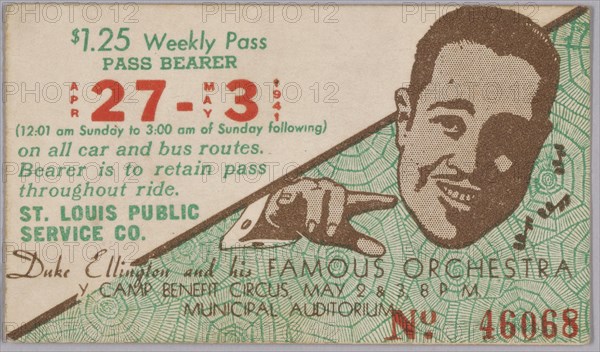 $1.25 Weekly Pass
PASS BEARER
APR 27-MAY 3 1941
(12:01 am Sunday to 3:00 am of Sunday following)
on all car and bus routes.
Bearer is to retain pass
throughout ride.
ST. LOUIS PUBLIC
SERVICE CO.
Duke Ellington and his FAMOUS ORCHESTRA
Y CAMP BENEFIT CIRCUS, MAY 2 & 3, 8 P.M.
MUNICIPAL AUDITORIUM
No 46068
PHOTO12